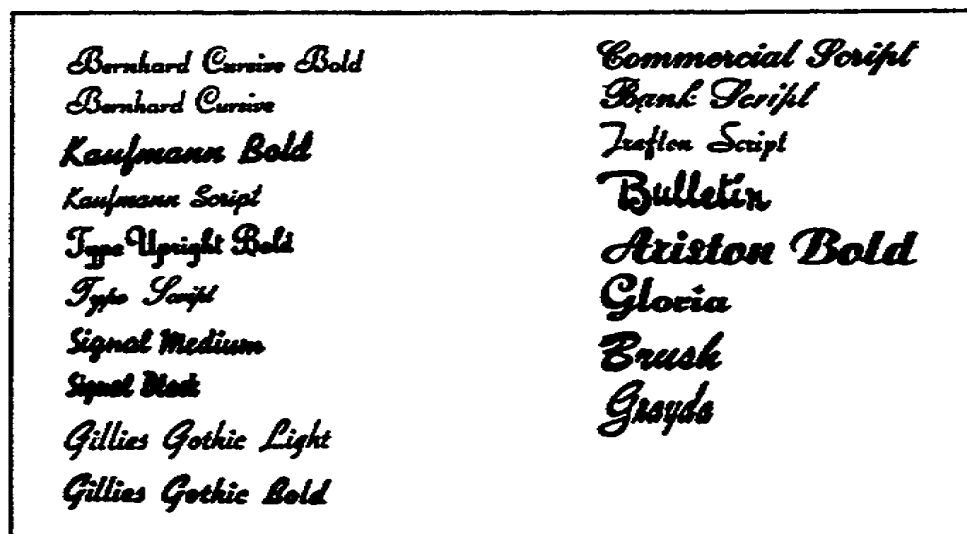 Bernhard Cursive Bold
Bernhard Cursive
Kaufmann Bold
Kaufmann Script
Type Upright Bold
Type Script
Signal Medium
Signal Black
Gillies Gothic Light
Gillies Gothic Bold
Commercial Script
Bank Script
Trafton Script
Bulletin
Ariston Bold
Gloria
Brush
Grayda